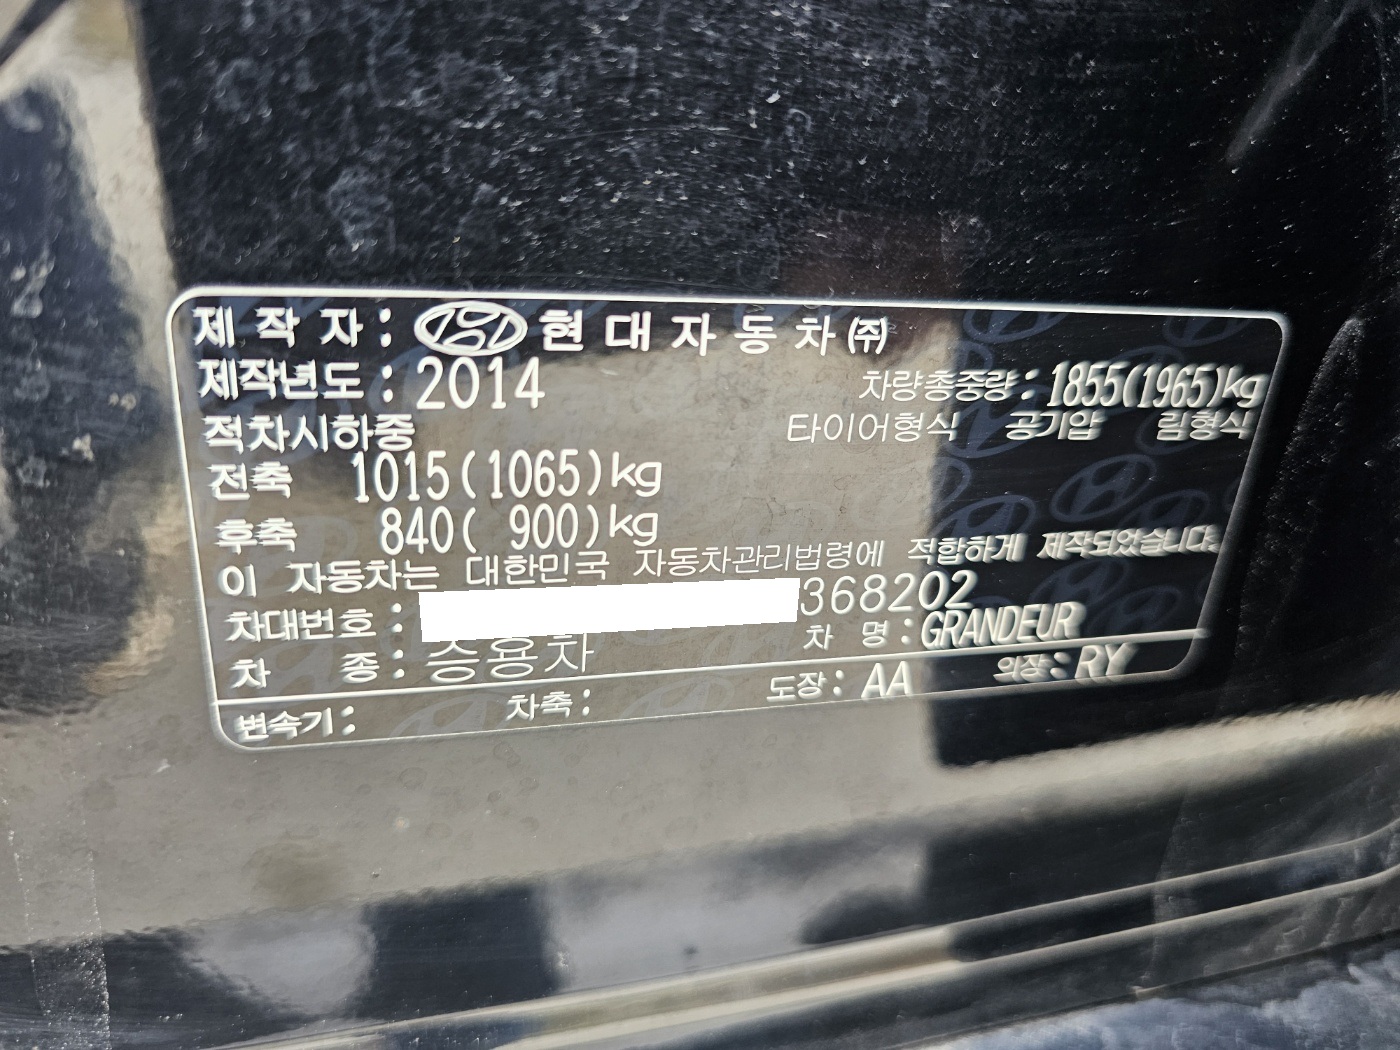 제작자: 현대자동차(주)
제작년도: 2014 차량총중량: 1855(1965)kg
적차시하중 타이어형식 공기압 림형식
전축 1015(1065)kg
후축 840( 900)kg
이 자동차는 대한민국 자동차관리법령에 적합하게 제작되었습니다.
차대번호: 368202
차 종: 승용차 차 명: GRANDEUR
변속기: 차축: 도장: AA 의장: RY